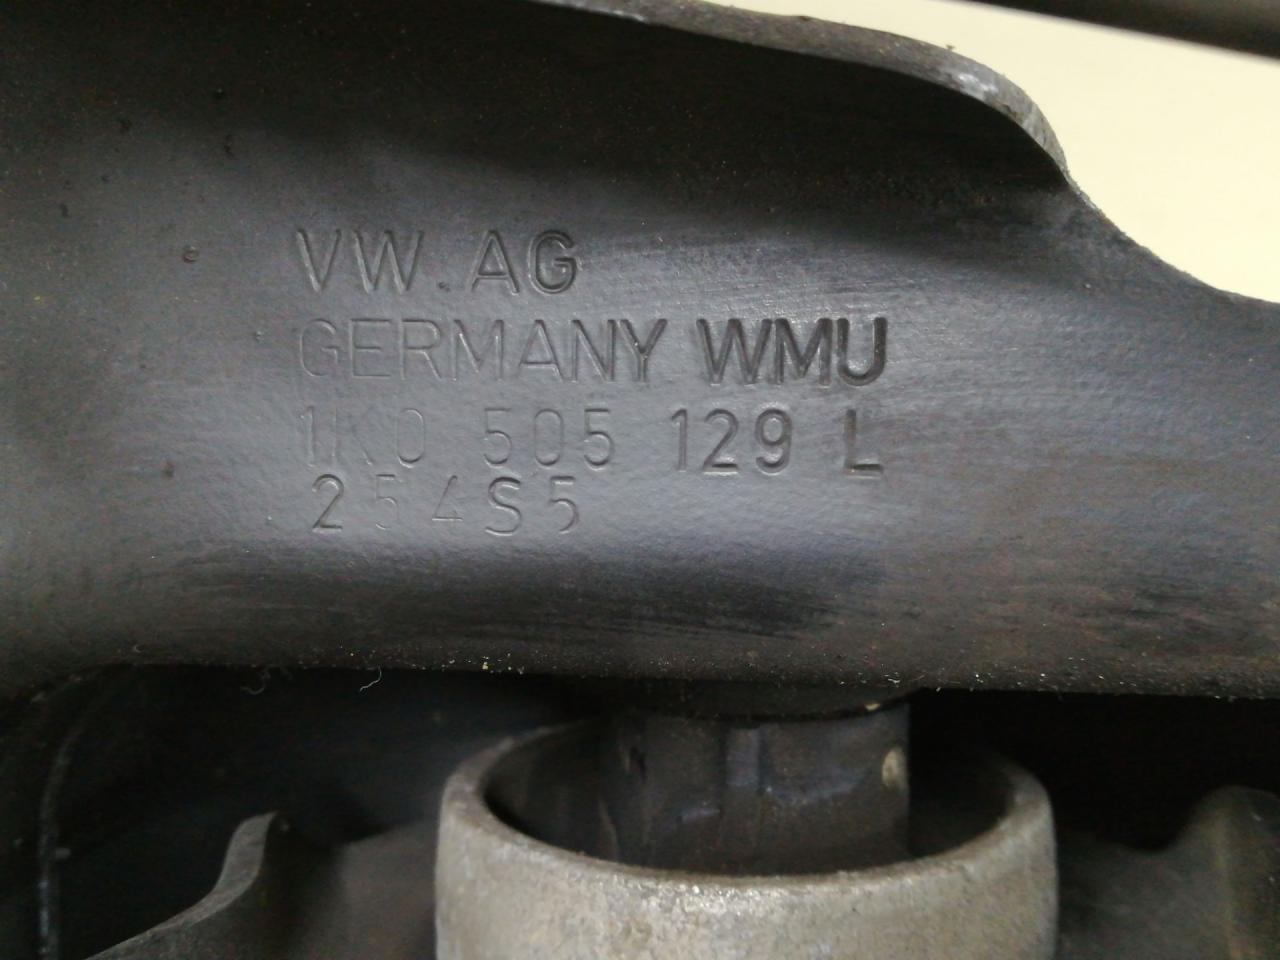 VW. AG
GERMANY WMU
1K0 505 129 L
254S5